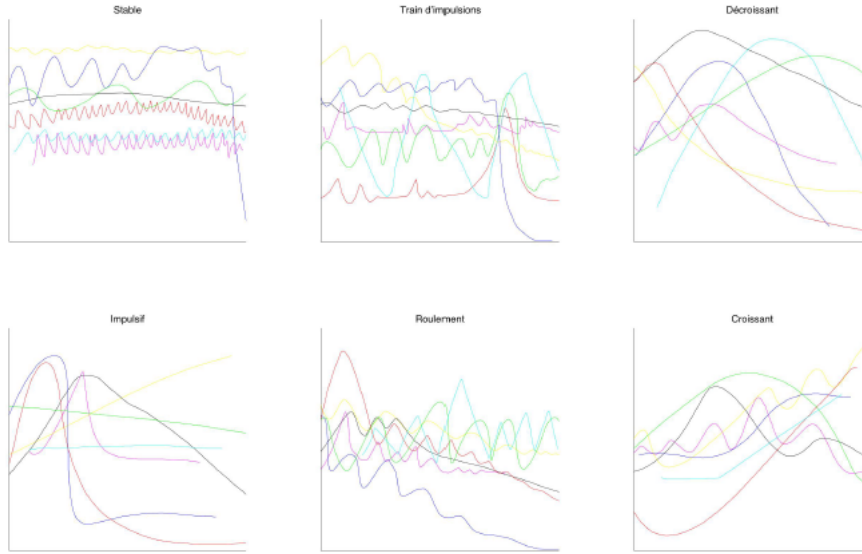 Stable
Train d'impulsions
Décroissant
Impulsif
Roulement
Croissant